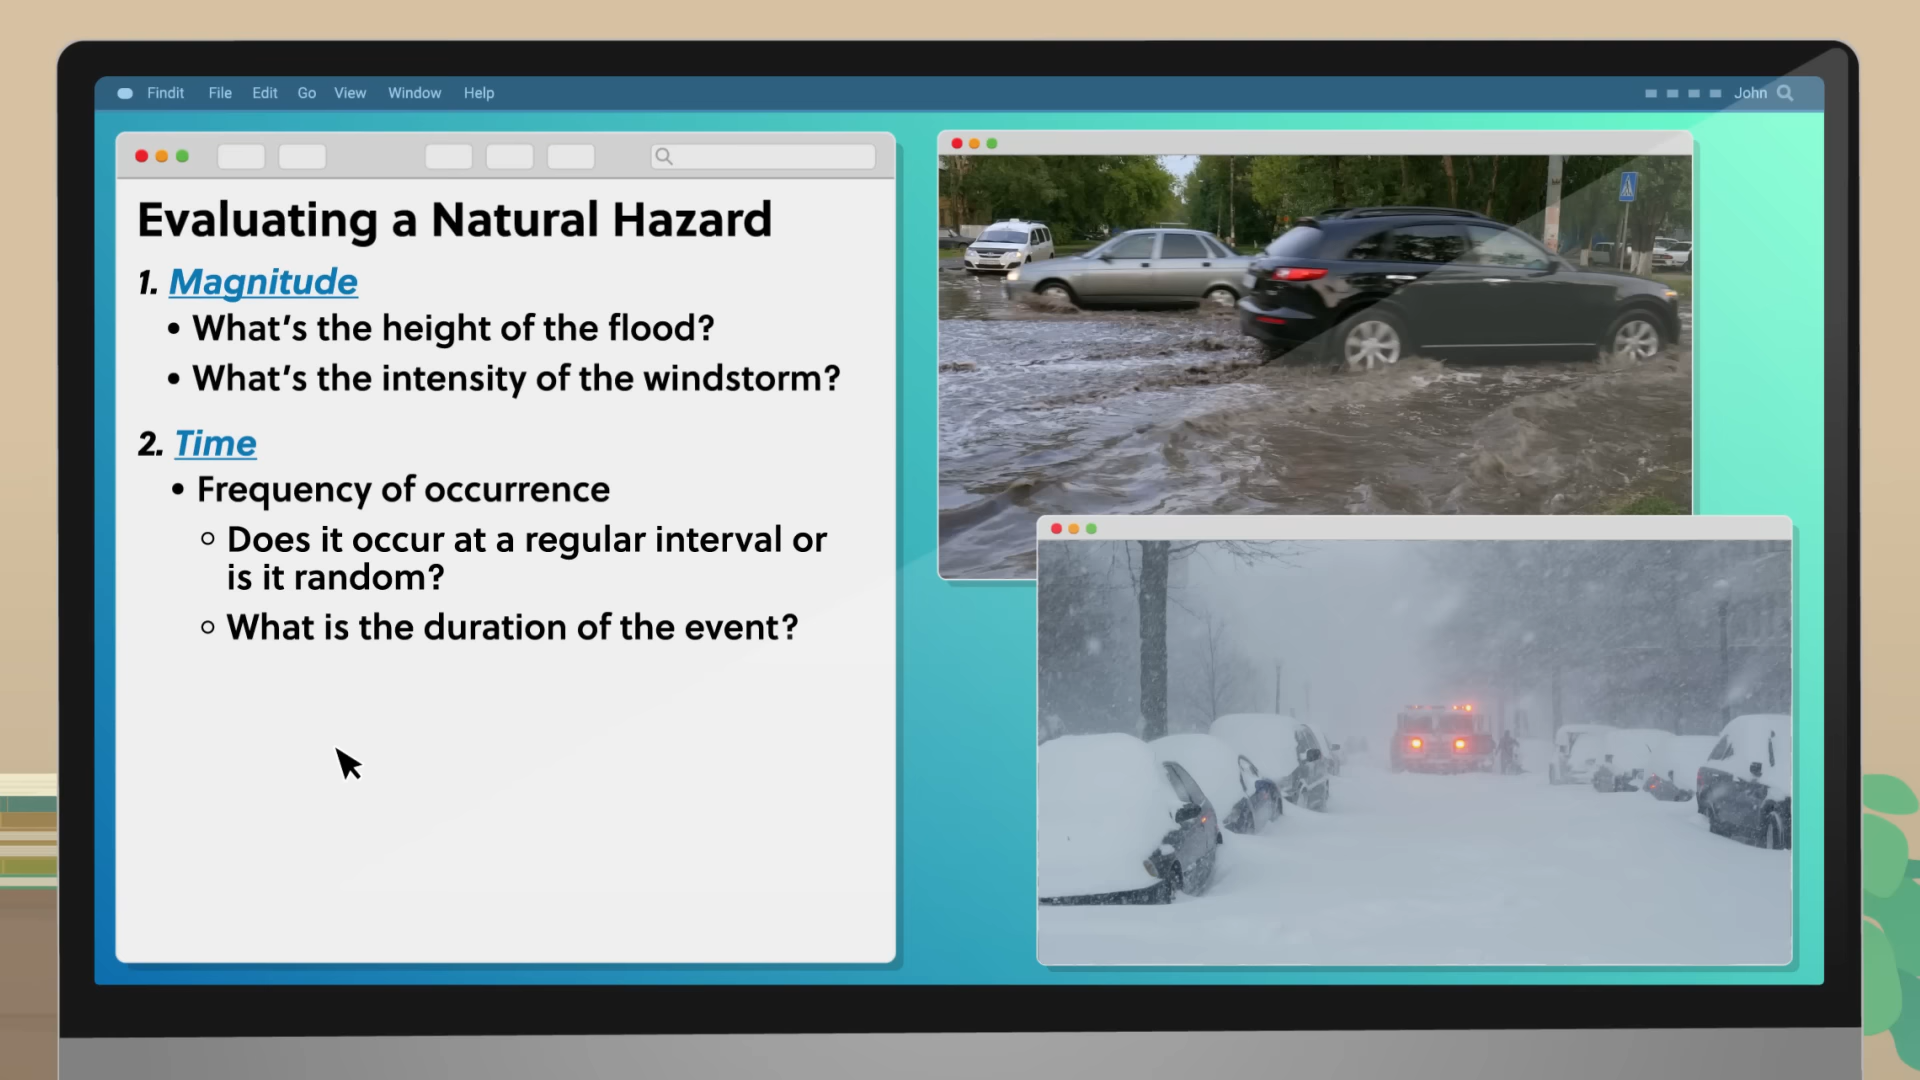 Findit File Edit Go View Window Help John
Evaluating a Natural Hazard
1. Magnitude
• What's the height of the flood?
• What's the intensity of the windstorm?
2. Time
• Frequency of occurrence
○ Does it occur at a regular interval or
is it random?
○ What is the duration of the event?